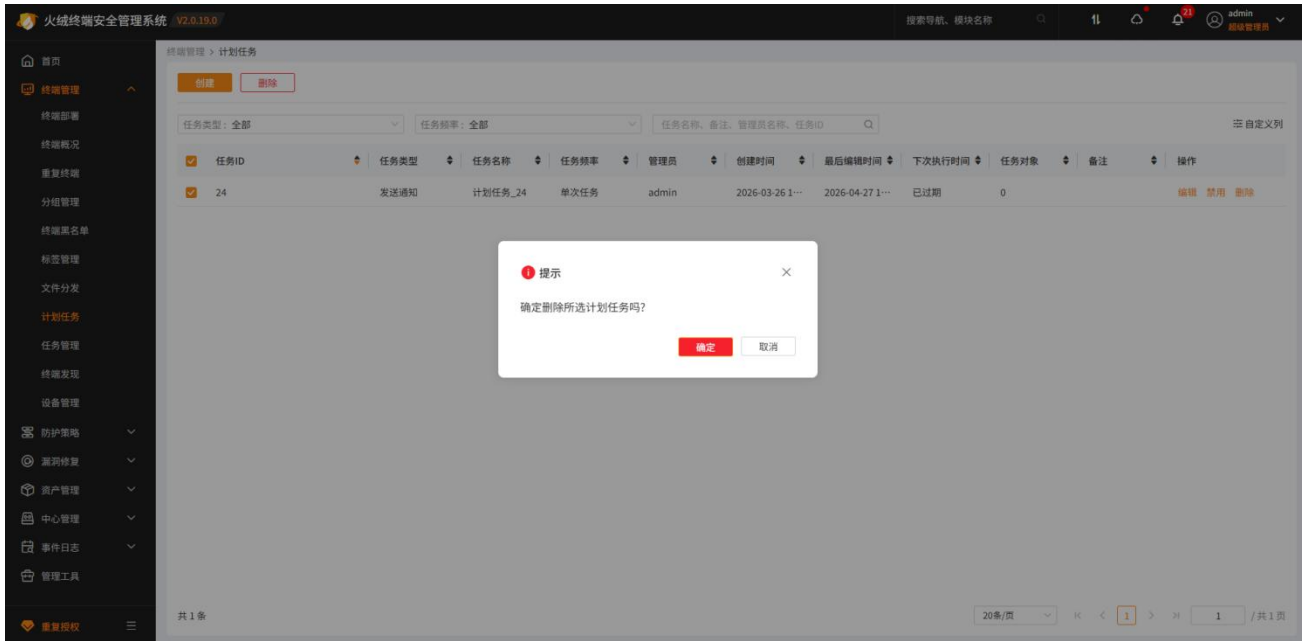 火绒终端安全管理系统 V2.0.19.0 搜索导航、模块名称 21 admin 超级管理员
终端管理 > 计划任务
首页
终端管理
终端部署
终端概况
重复终端
分组管理
终端黑名单
标签管理
文件分发
计划任务
任务管理
终端发现
设备管理
防护策略
漏洞修复
资产管理
中心管理
事件日志
管理工具
重复授权
创建 删除
任务类型：全部 任务频率：全部 任务名称、备注、管理员名称、任务ID 自定义列
任务ID 任务类型 任务名称 任务频率 管理员 创建时间 最后编辑时间 下次执行时间 任务对象 备注 操作
24 发送通知 计划任务_24 单次任务 admin 2026-03-26 1… 2026-04-27 1… 已过期 0 编辑 禁用 删除
提示
确定删除所选计划任务吗？
确定 取消
共 1 条 20条/页 1 1 / 共 1 页